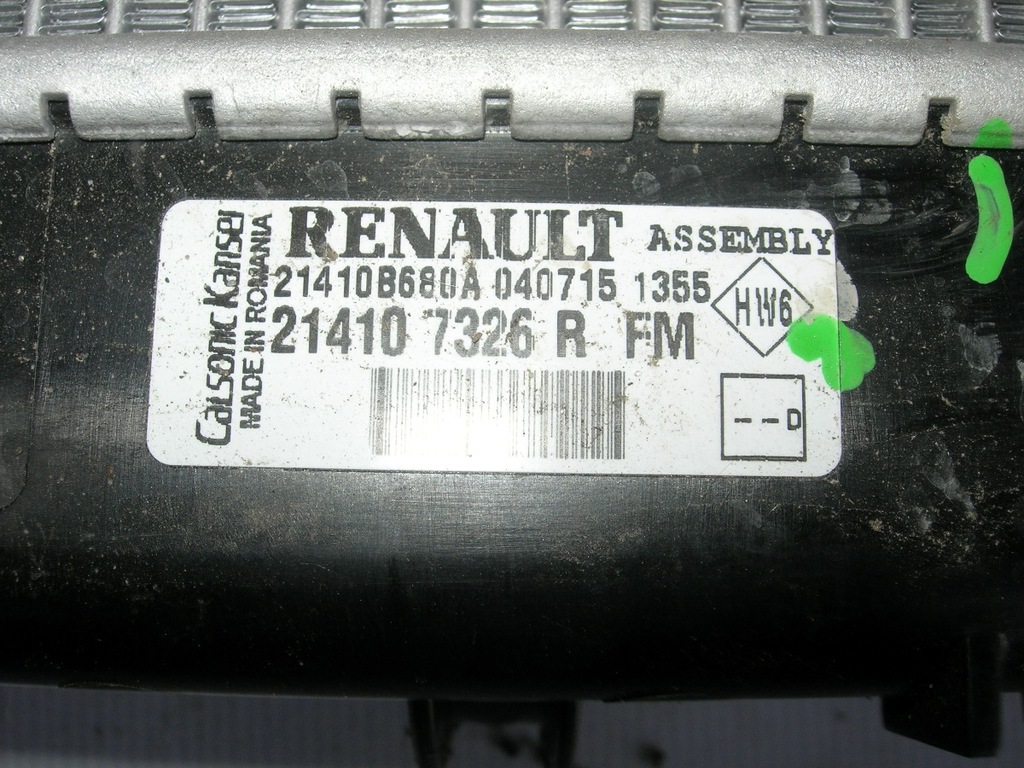 Calsonic Kansei
MADE IN ROMANIA
RENAULT ASSEMBLY
21410B680A 040715 1355
21410 7326 R FM
HW6
--D